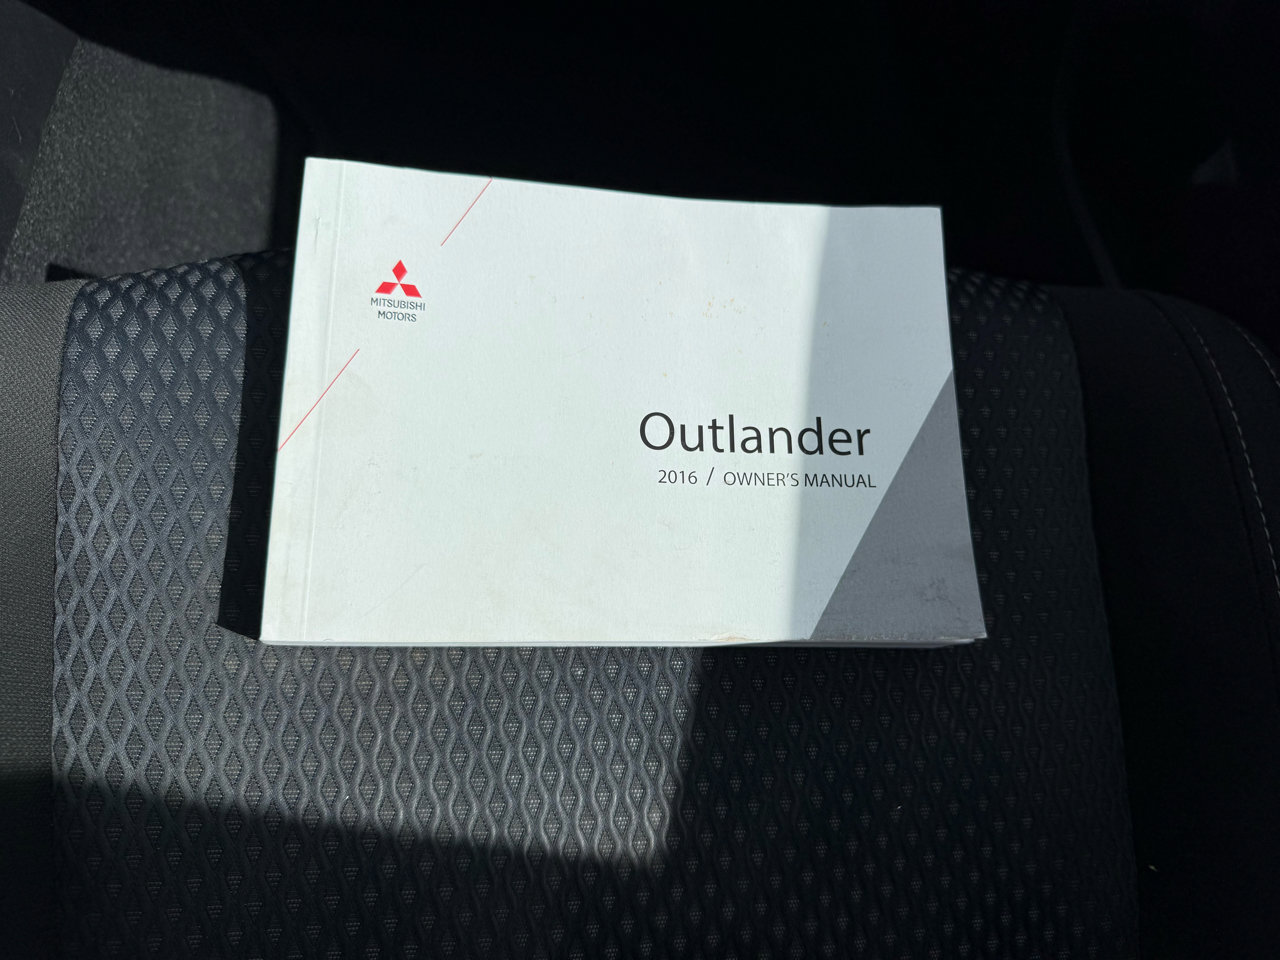 MITSUBISHI
MOTORS
Outlander
2016 / OWNER'S MANUAL